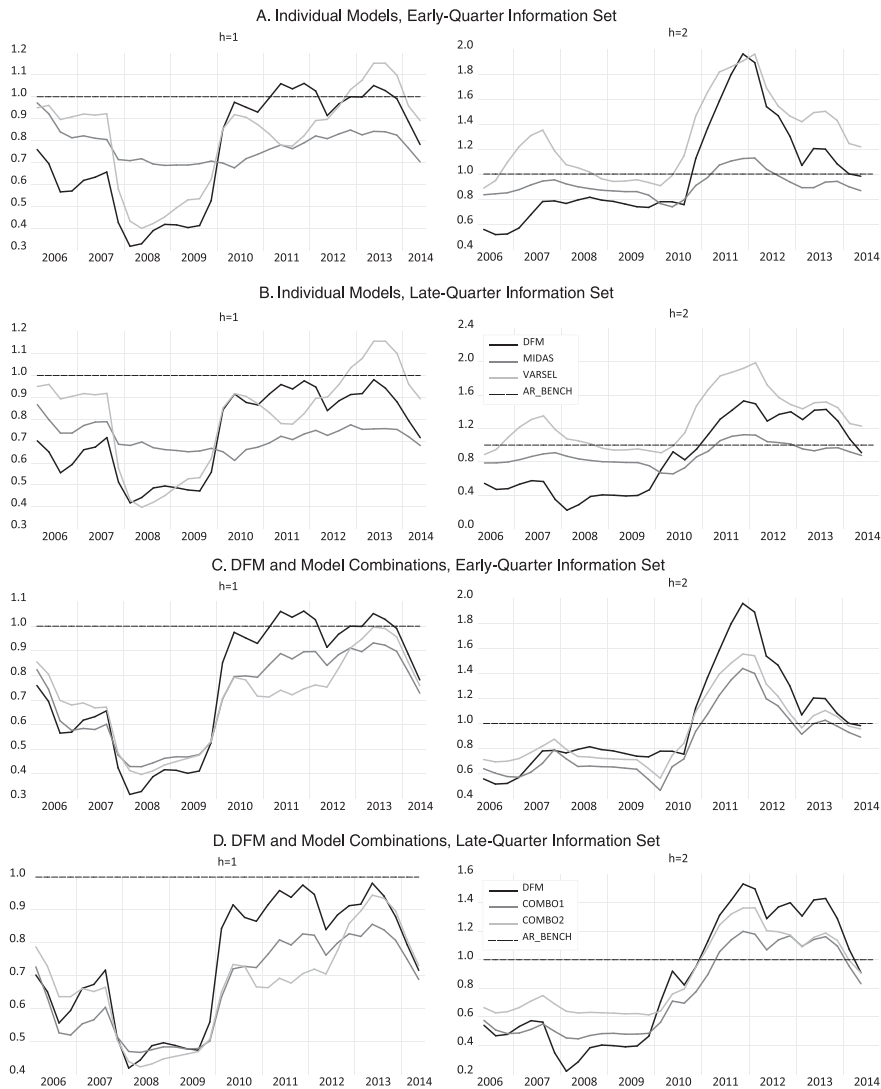 A. Individual Models, Early-Quarter Information Set
h=1
h=2
1.2
1.1
1.0
0.9
0.8
0.7
0.6
0.5
0.4
0.3
2006 2007 2008 2009 2010 2011 2012 2013 2014
2.0
1.8
1.6
1.4
1.2
1.0
0.8
0.6
0.4
2006 2007 2008 2009 2010 2011 2012 2013 2014
B. Individual Models, Late-Quarter Information Set
h=1
h=2
1.2
1.1
1.0
0.9
0.8
0.7
0.6
0.5
0.4
0.3
2006 2007 2008 2009 2010 2011 2012 2013 2014
2.4
2.0
1.6
1.2
0.8
0.4
0.0
DFM
MIDAS
VARSEL
AR_BENCH
2006 2007 2008 2009 2010 2011 2012 2013 2014
C. DFM and Model Combinations, Early-Quarter Information Set
h=1
h=2
1.1
1.0
0.9
0.8
0.7
0.6
0.5
0.4
0.3
2006 2007 2008 2009 2010 2011 2012 2013 2014
2.0
1.8
1.6
1.4
1.2
1.0
0.8
0.6
0.4
2006 2007 2008 2009 2010 2011 2012 2013 2014
D. DFM and Model Combinations, Late-Quarter Information Set
h=1
h=2
1.0
0.9
0.8
0.7
0.6
0.5
0.4
2006 2007 2008 2009 2010 2011 2012 2013 2014
1.6
1.4
1.2
1.0
0.8
0.6
0.4
0.2
DFM
COMBO1
COMBO2
AR_BENCH
2006 2007 2008 2009 2010 2011 2012 2013 2014